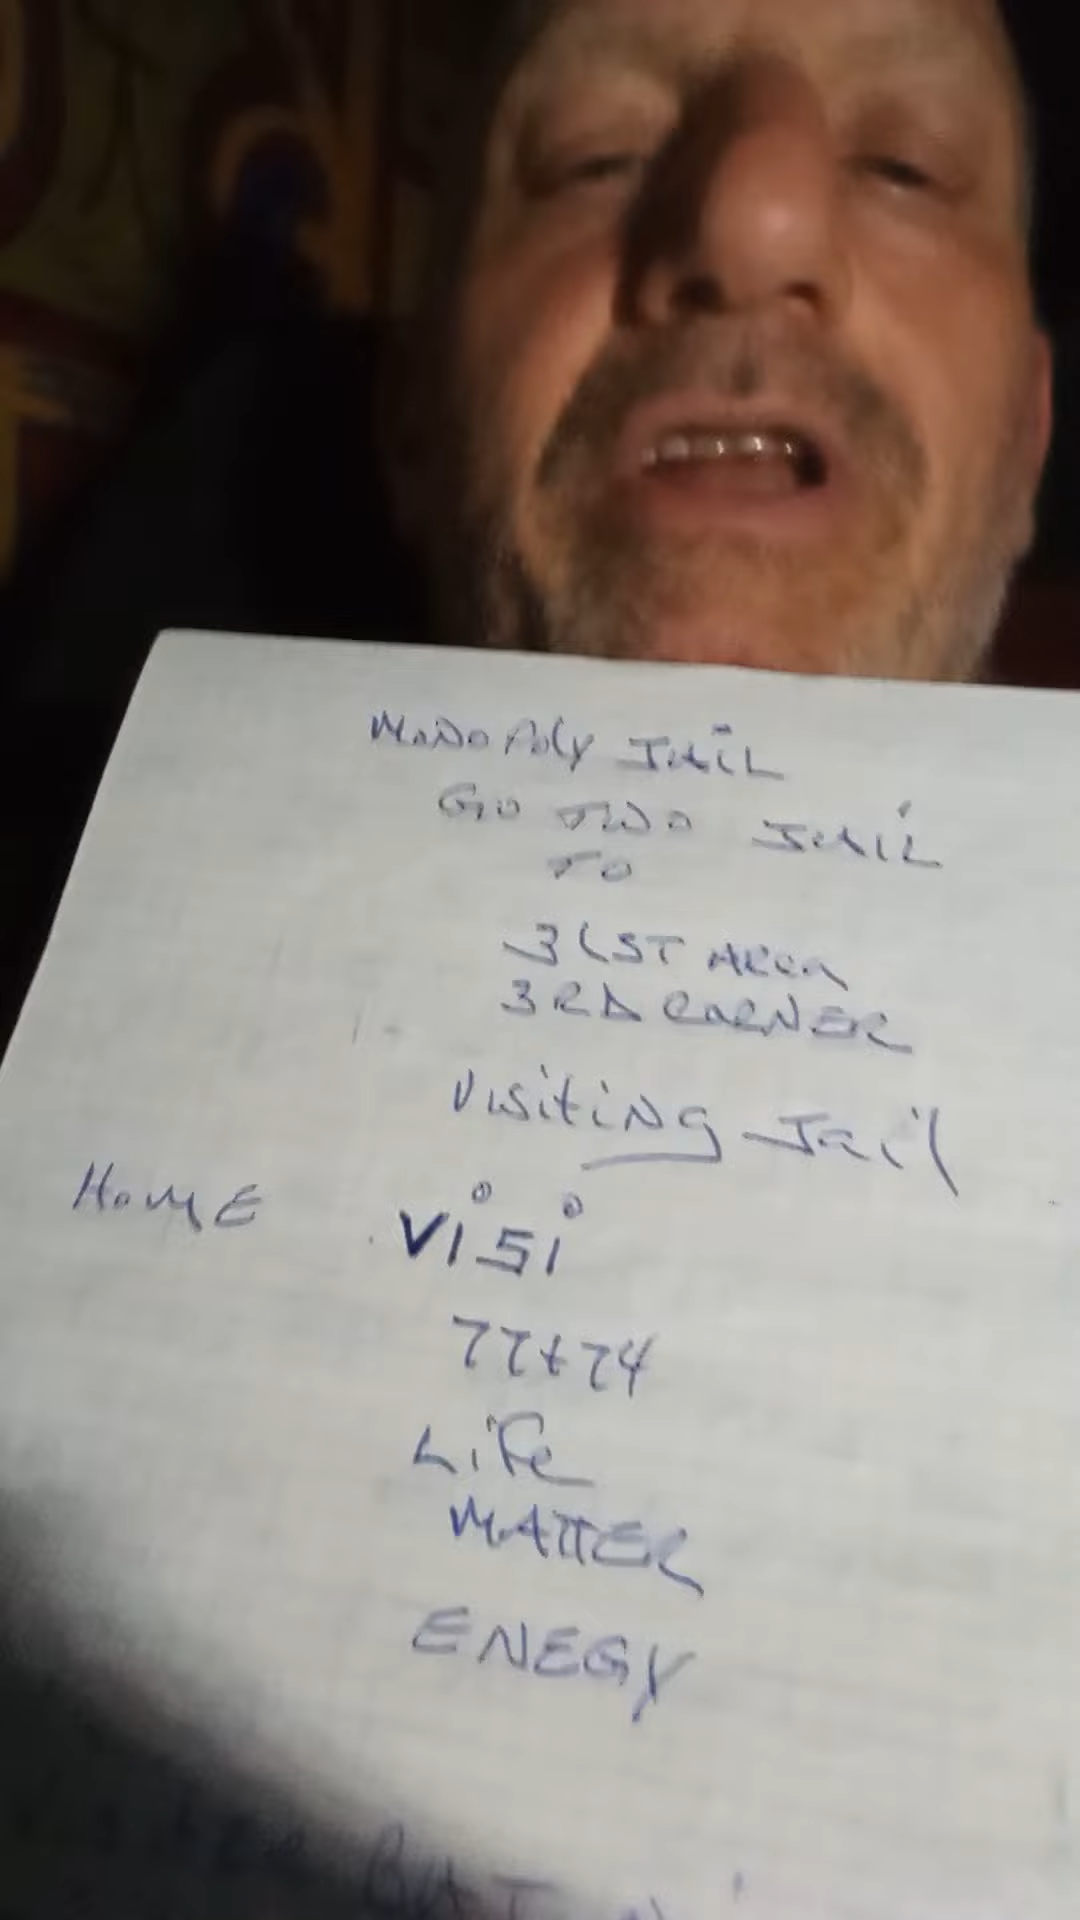 MONOPOLY JAIL
GO TWO JAIL
TO
31ST AREA
3RD CORNER
VISITING Jail
HOME VISI
77+74
LiFe
MATTER
ENEGY